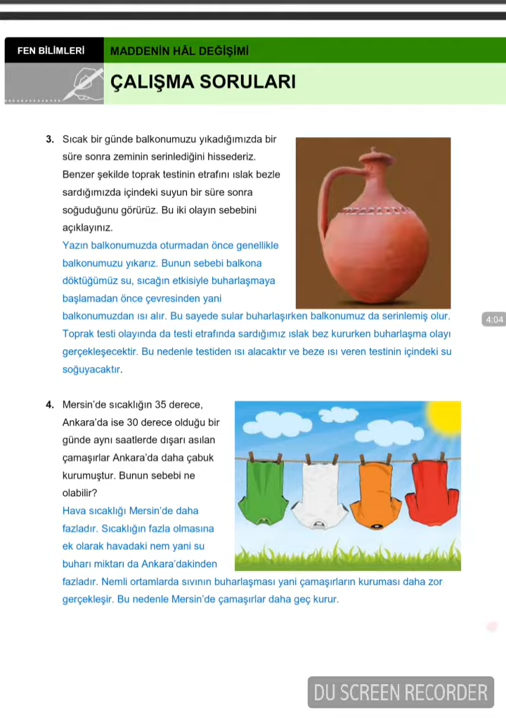 FEN BİLİMLERİ
MADDENİN HÂL DEĞİŞİMİ
ÇALIŞMA SORULARI
3. Sıcak bir günde balkonumuzu yıkadığımızda bir
süre sonra zeminin serinlediğini hissederiz.
Benzer şekilde toprak testinin etrafını ıslak bezle
sardığımızda içindeki suyun bir süre sonra
soğuduğunu görürüz. Bu iki olayın sebebini
açıklayınız.
Yazın balkonumuzda oturmadan önce genellikle
balkonumuzu yıkarız. Bunun sebebi balkona
döktüğümüz su, sıcağın etkisiyle buharlaşmaya
başlamadan önce çevresinden yani
balkonumuzdan ısı alır. Bu sayede sular buharlaşırken balkonumuz da serinlemiş olur.
Toprak testi olayında da testi etrafında sardığımız ıslak bez kururken buharlaşma olayı
gerçekleşecektir. Bu nedenle testiden ısı alacaktır ve beze ısı veren testinin içindeki su
soğuyacaktır.
4:04
4. Mersin’de sıcaklığın 35 derece,
Ankara’da ise 30 derece olduğu bir
günde aynı saatlerde dışarı asılan
çamaşırlar Ankara’da daha çabuk
kurumuştur. Bunun sebebi ne
olabilir?
Hava sıcaklığı Mersin’de daha
fazladır. Sıcaklığın fazla olmasına
ek olarak havadaki nem yani su
buharı miktarı da Ankara’dakinden
fazladır. Nemli ortamlarda sıvının buharlaşması yani çamaşırların kuruması daha zor
gerçekleşir. Bu nedenle Mersin’de çamaşırlar daha geç kurur.
DU SCREEN RECORDER